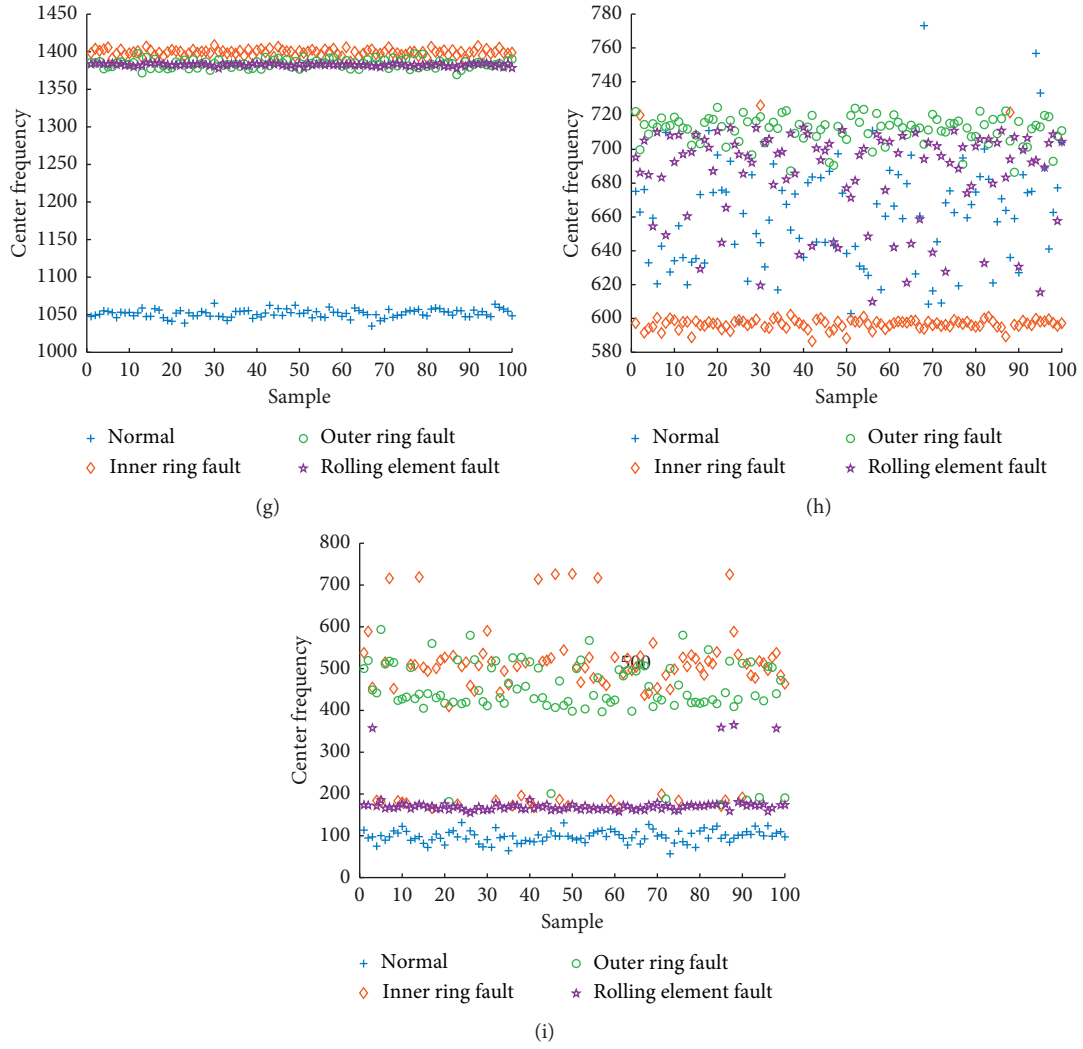 1450
1400
1350
1300
1250
1200
1150
1100
1050
1000
Center frequency
0 10 20 30 40 50 60 70 80 90 100
Sample
Normal
Outer ring fault
Inner ring fault
Rolling element fault
(g)
780
760
740
720
700
680
660
640
620
600
580
Center frequency
0 10 20 30 40 50 60 70 80 90 100
Sample
Normal
Outer ring fault
Inner ring fault
Rolling element fault
(h)
800
700
600
500
400
300
200
100
0
Center frequency
500
0 10 20 30 40 50 60 70 80 90 100
Sample
Normal
Outer ring fault
Inner ring fault
Rolling element fault
(i)